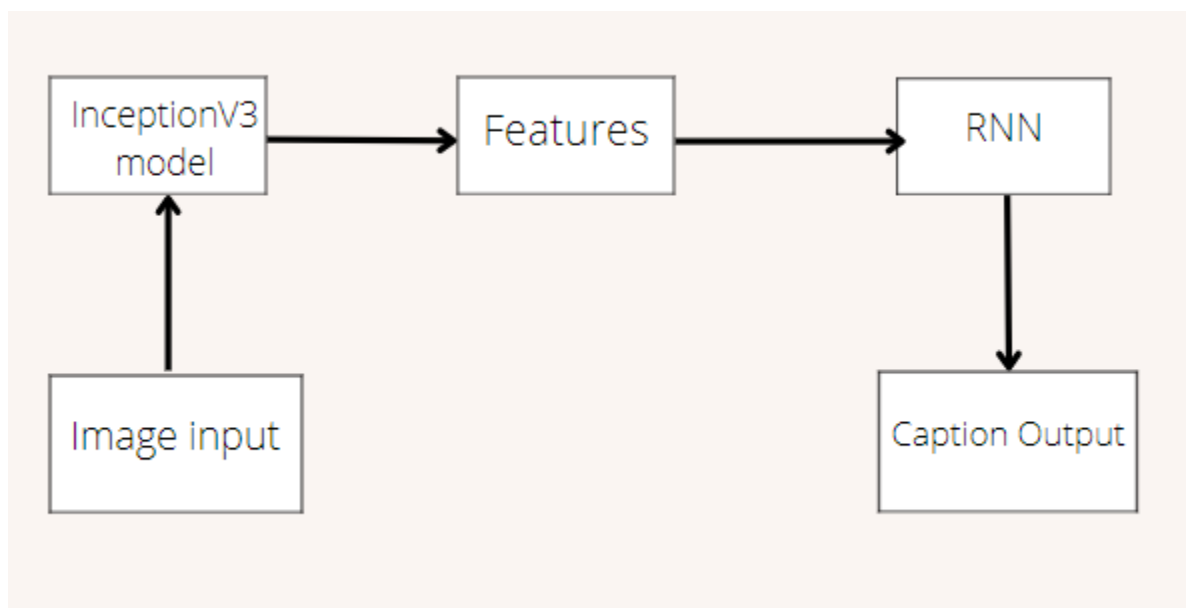 InceptionV3
model
Features
RNN
Image input
Caption Output